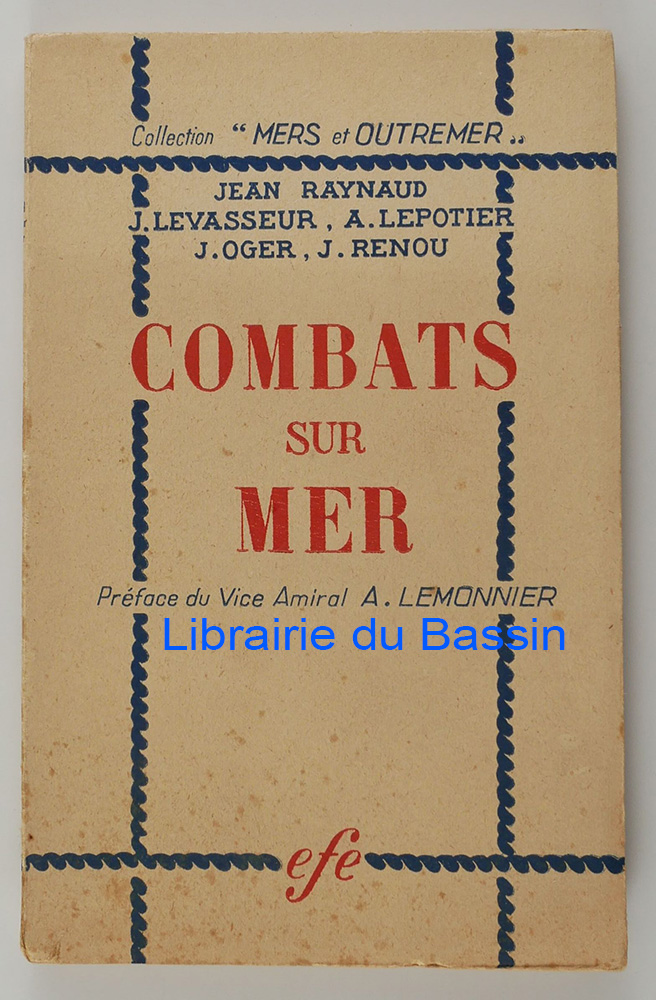 Collection “ MERS et OUTREMER „
JEAN RAYNAUD
J. LEVASSEUR, A. LEPOTIER
J. OGER, J. RENOU
COMBATS
SUR
MER
Préface du Vice Amiral A. LEMONNIER
Librairie du Bassin
efe